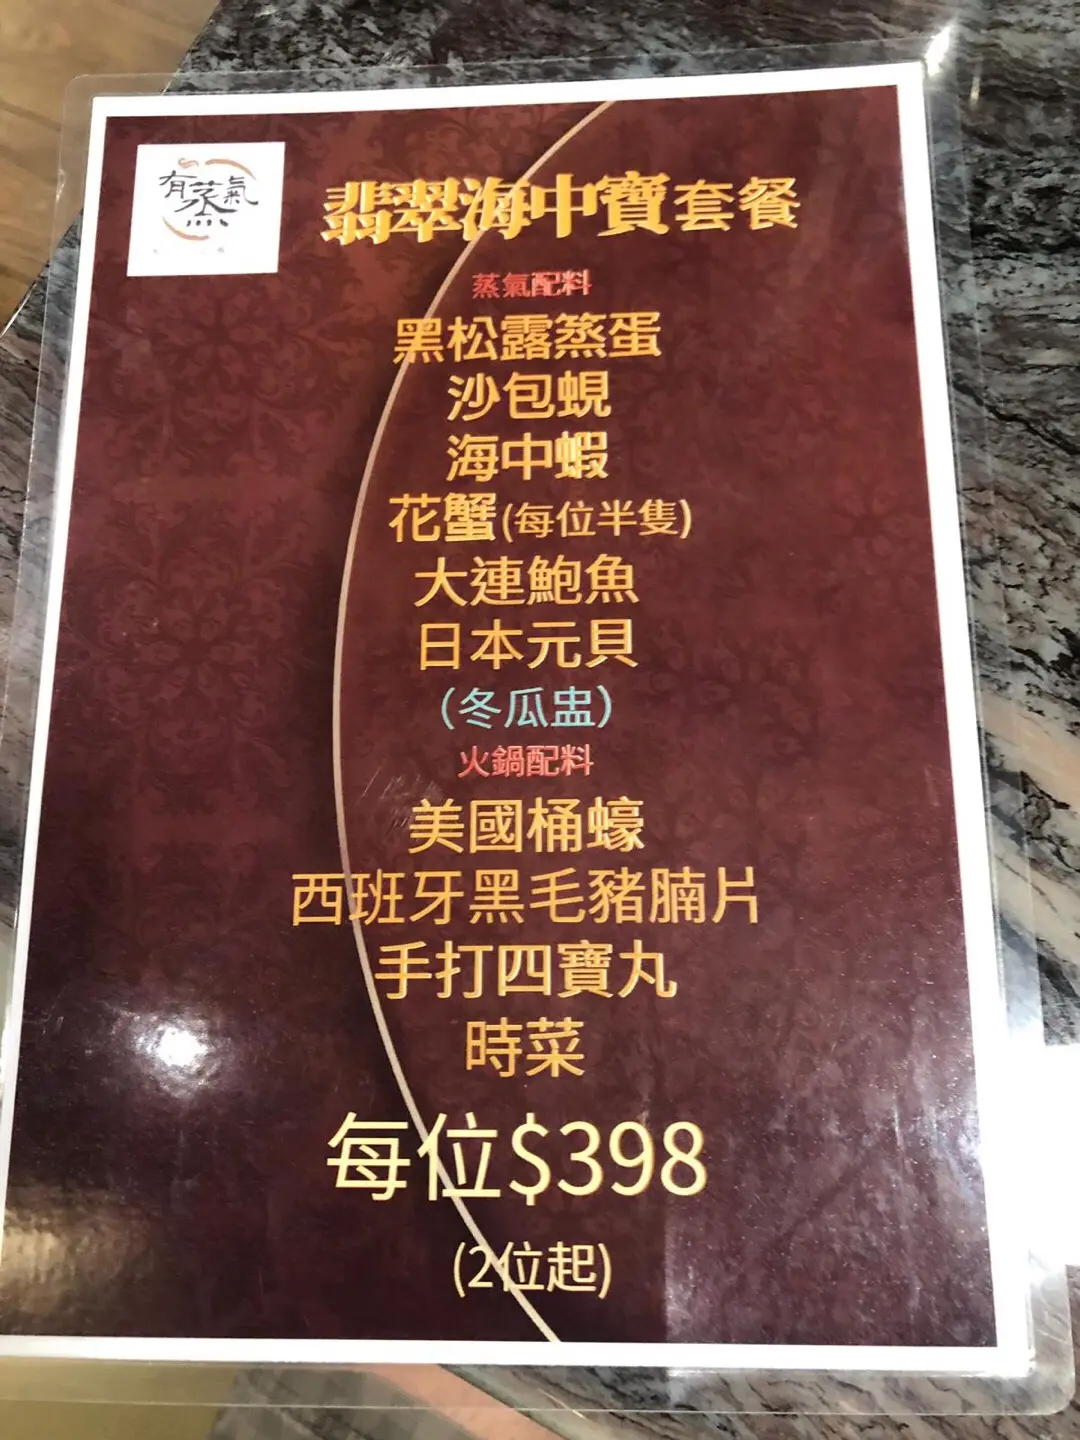 有蒸氣
翡翠海中寶套餐
蒸氣配料
黑松露蒸蛋
沙包蜆
海中蝦
花蟹(每位半隻)
大連鮑魚
日本元貝
(冬瓜盅)
火鍋配料
美國桶蠔
西班牙黑毛豬腩片
手打四寶丸
時菜
每位$398
(2位起)